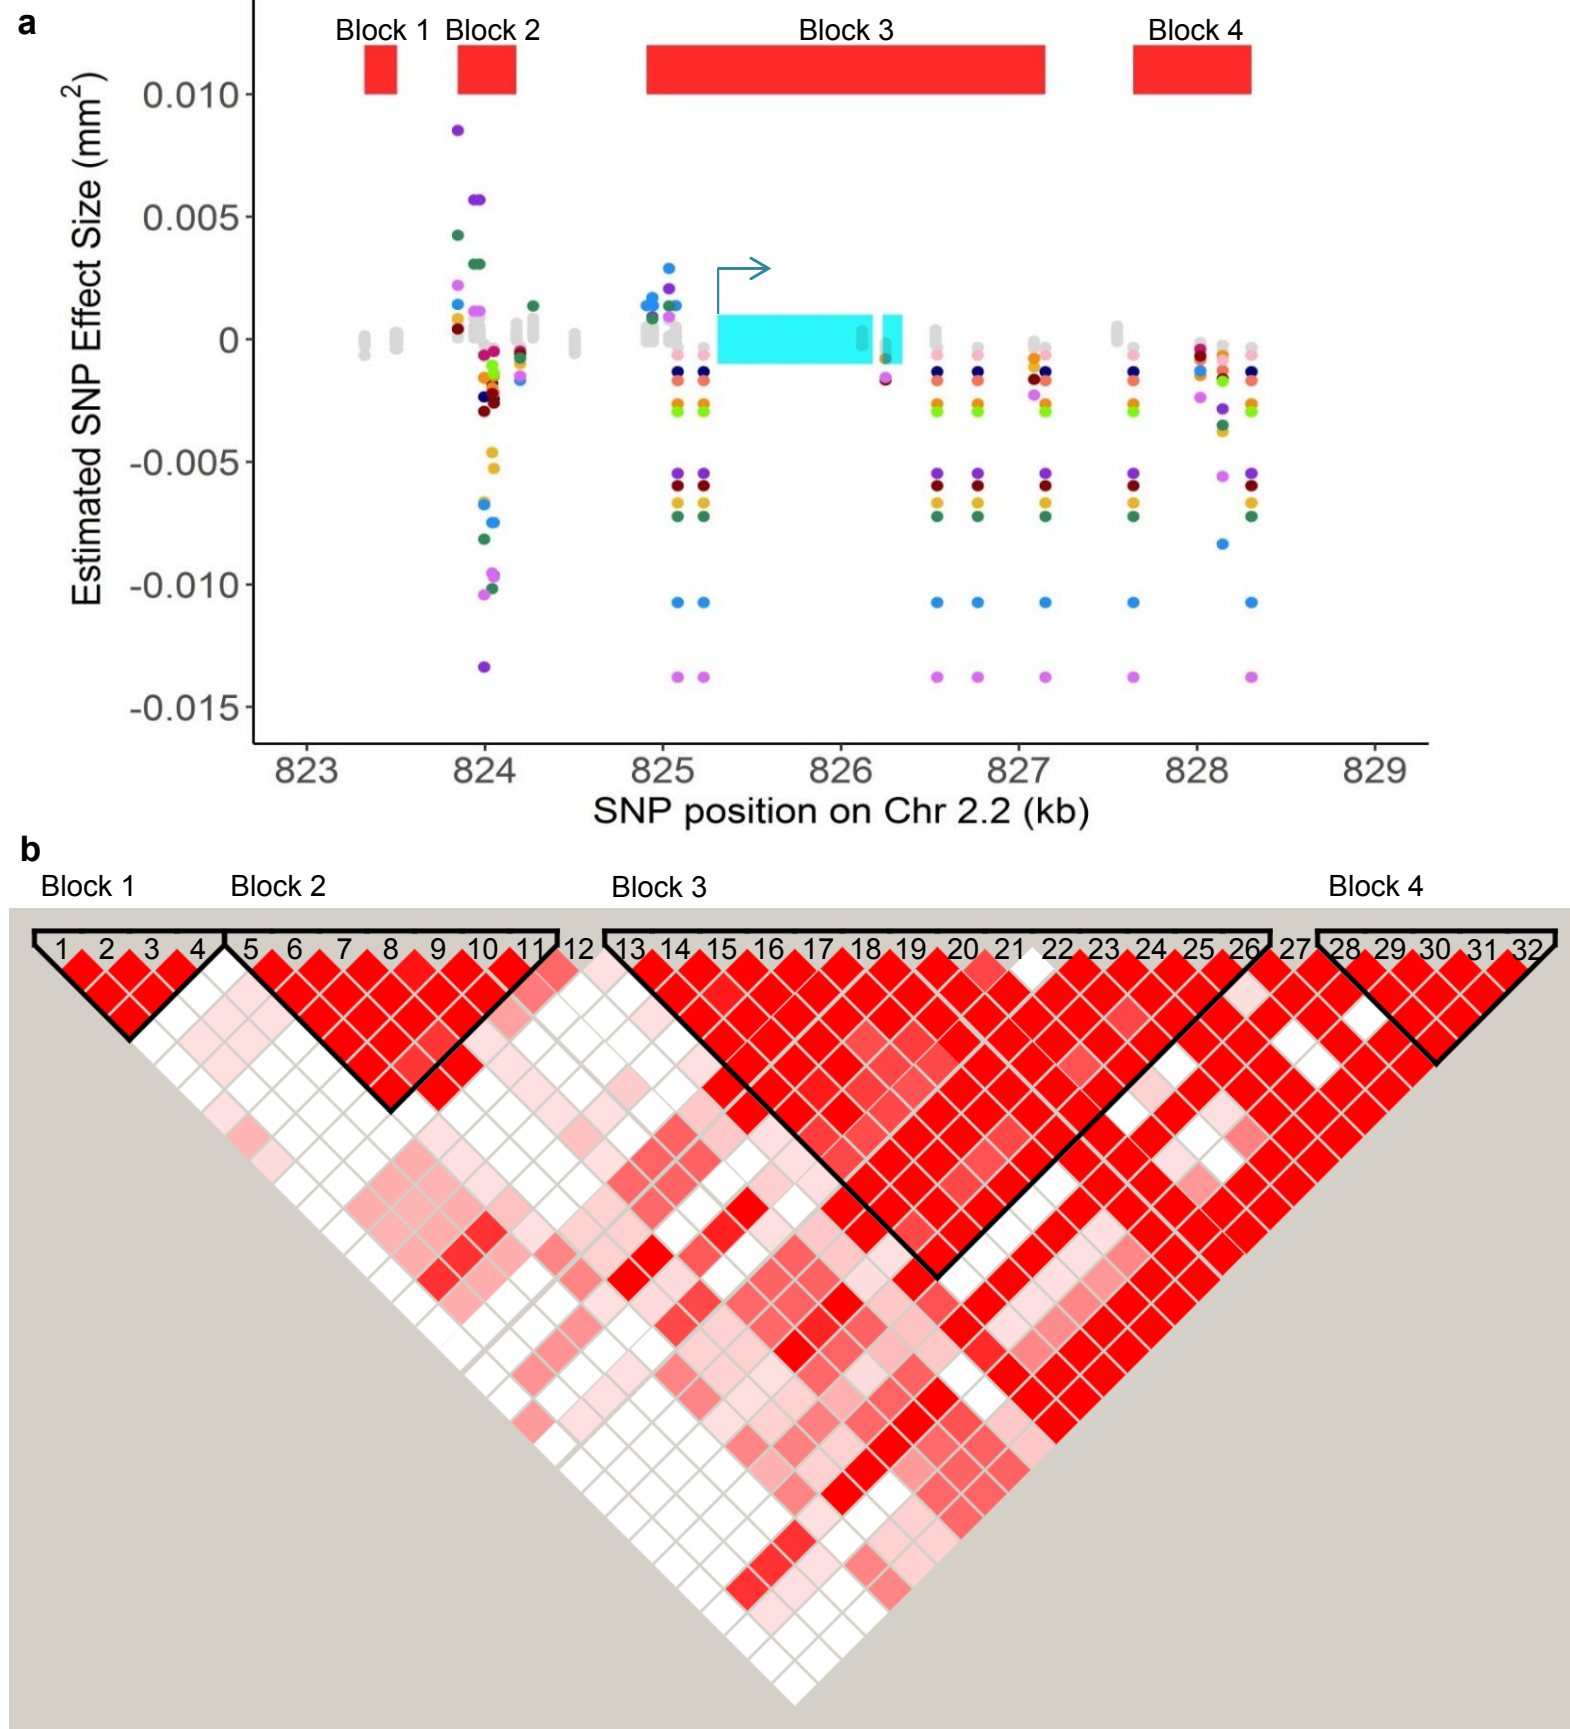 a
Block 1 Block 2 Block 3 Block 4
Estimated SNP Effect Size (mm²)
0.010
0.005
0
-0.005
-0.010
-0.015
823 824 825 826 827 828 829
SNP position on Chr 2.2 (kb)
b
Block 1 Block 2 Block 3 Block 4
1 2 3 4 5 6 7 8 9 10 11 12 13 14 15 16 17 18 19 20 21 22 23 24 25 26 27 28 29 30 31 32